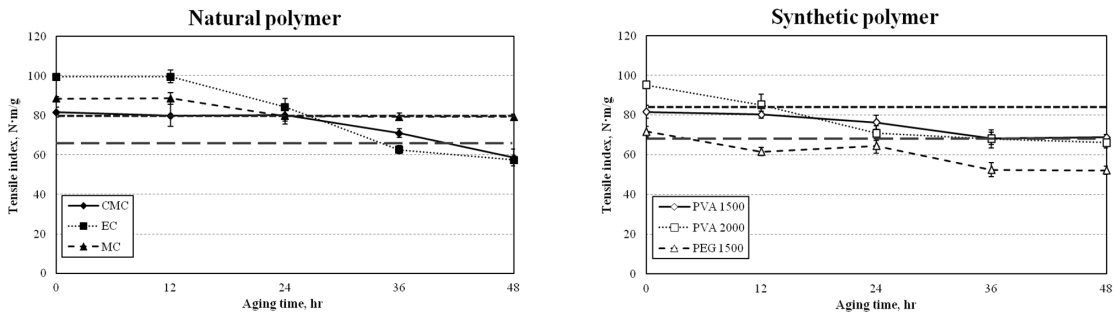 Natural polymer
Tensile index, N·m/g
120
100
80
60
40
20
0
CMC
EC
MC
0 12 24 36 48
Aging time, hr
Synthetic polymer
Tensile index, N·m/g
120
100
80
60
40
20
0
PVA 1500
PVA 2000
PEG 1500
0 12 24 36 48
Aging time, hr